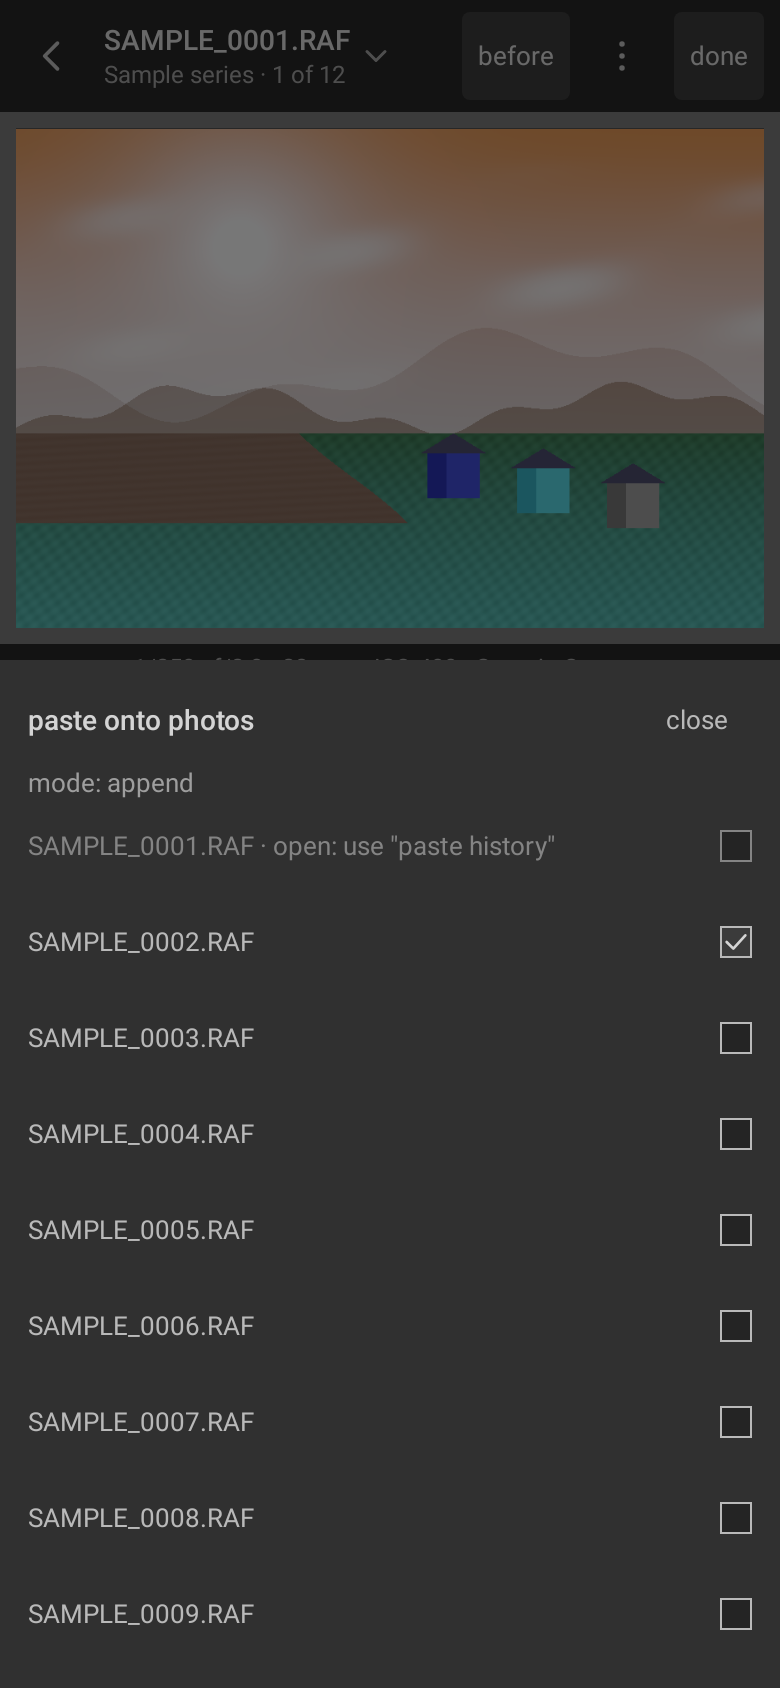 SAMPLE_0001.RAF
Sample series · 1 of 12
before
done
paste onto photos
close
mode: append
SAMPLE_0001.RAF · open: use "paste history"
SAMPLE_0002.RAF
SAMPLE_0003.RAF
SAMPLE_0004.RAF
SAMPLE_0005.RAF
SAMPLE_0006.RAF
SAMPLE_0007.RAF
SAMPLE_0008.RAF
SAMPLE_0009.RAF